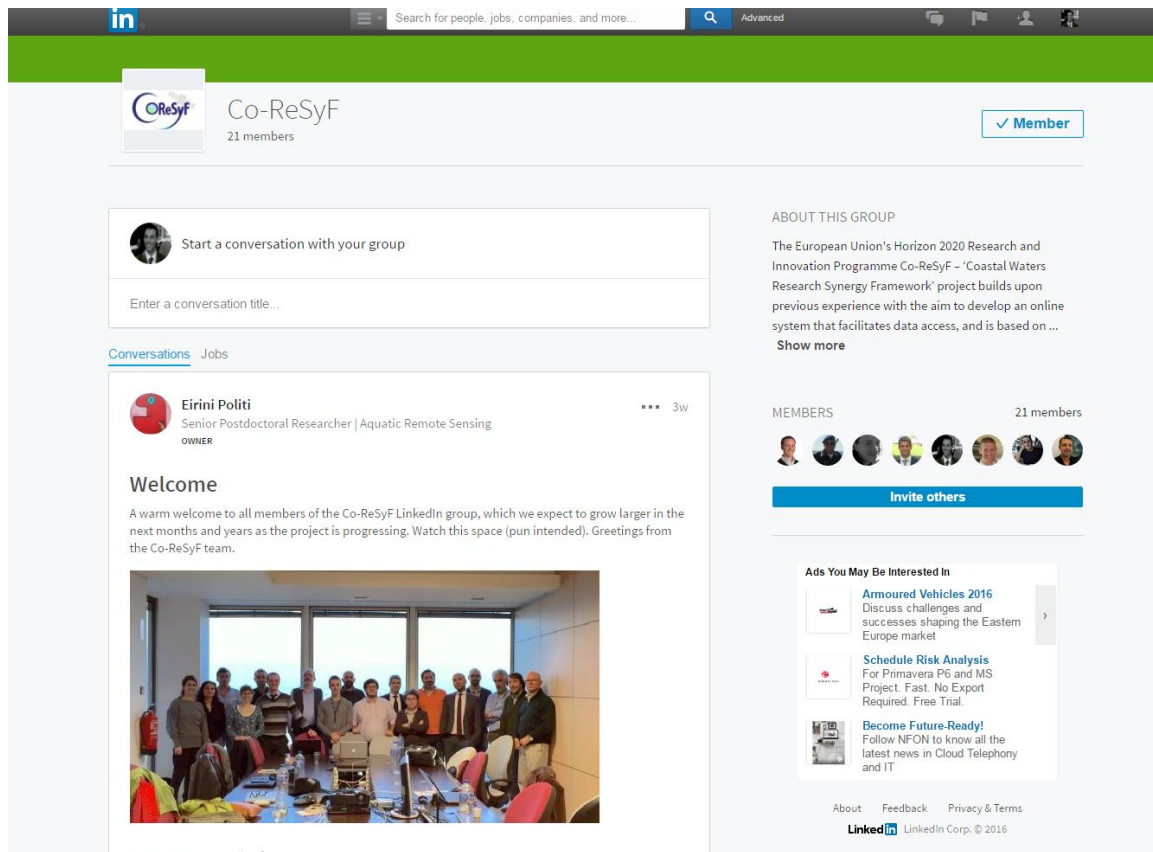 in
Search for people, jobs, companies, and more...
Advanced
COReSyF
Co-ReSyF
21 members
✓ Member
Start a conversation with your group
Enter a conversation title...
Conversations Jobs
Eirini Politi
Senior Postdoctoral Researcher | Aquatic Remote Sensing
OWNER
3w
Welcome
A warm welcome to all members of the Co-ReSyF LinkedIn group, which we expect to grow larger in the
next months and years as the project is progressing. Watch this space (pun intended). Greetings from
the Co-ReSyF team.
ABOUT THIS GROUP
The European Union's Horizon 2020 Research and
Innovation Programme Co-ReSyF – 'Coastal Waters
Research Synergy Framework' project builds upon
previous experience with the aim to develop an online
system that facilitates data access, and is based on ...
Show more
MEMBERS
21 members
Invite others
Ads You May Be Interested In
Armoured Vehicles 2016
Discuss challenges and
successes shaping the Eastern
Europe market
Schedule Risk Analysis
For Primavera P6 and MS
Project. Fast. No Export
Required. Free Trial.
Become Future-Ready!
Follow NFON to know all the
latest news in Cloud Telephony
and IT
About Feedback Privacy & Terms
Linked in LinkedIn Corp. © 2016